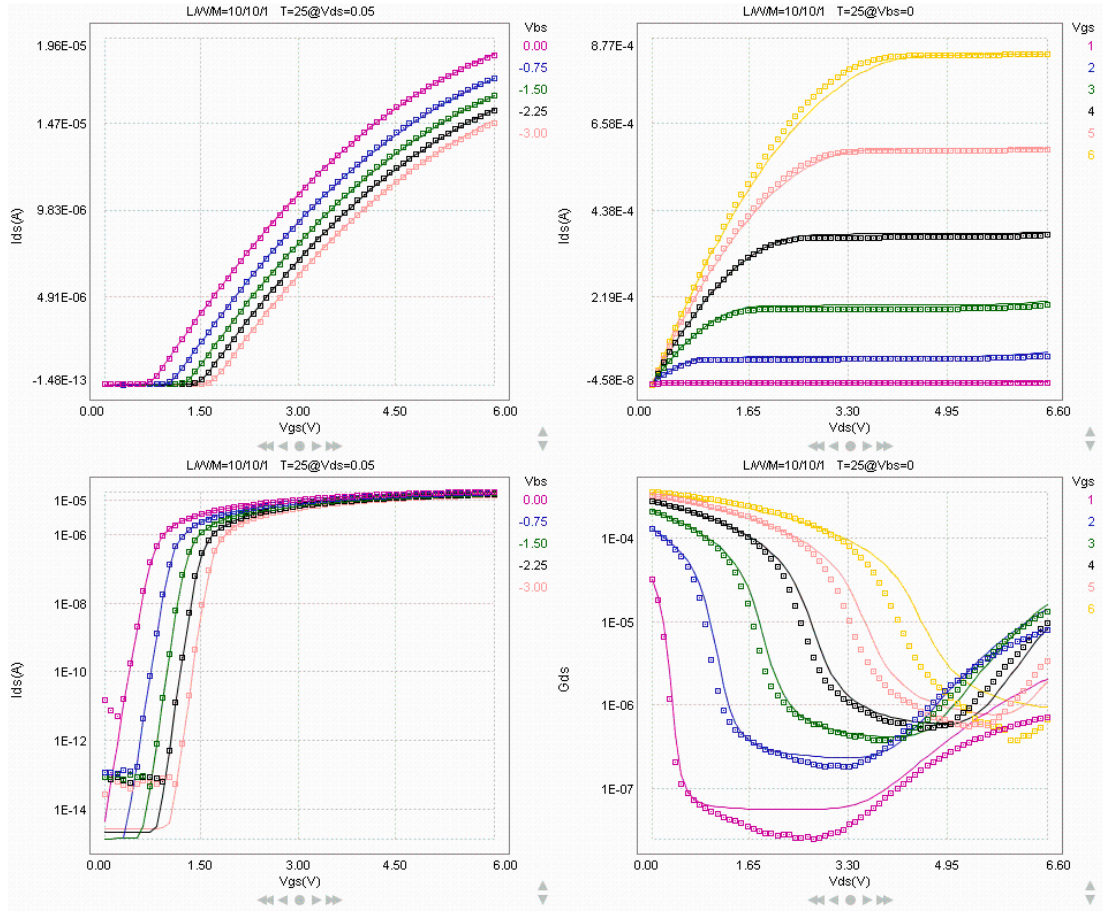 L/W/M=10/10/1 T=25@Vds=0.05
Vbs
1.96E-05
0.00
-0.75
-1.50
-2.25
-3.00
1.47E-05
9.83E-06
4.91E-06
-1.48E-13
Ids(A)
0.00 1.50 3.00 4.50 6.00
Vgs(V)
L/W/M=10/10/1 T=25@Vbs=0
Vgs
8.77E-4
1
2
3
4
5
6
6.58E-4
4.38E-4
2.19E-4
-4.58E-8
Ids(A)
0.00 1.65 3.30 4.95 6.60
Vds(V)
L/W/M=10/10/1 T=25@Vds=0.05
Vbs
1E-05
0.00
-0.75
-1.50
-2.25
-3.00
1E-06
1E-08
1E-10
1E-12
1E-14
Ids(A)
0.00 1.50 3.00 4.50 6.00
Vgs(V)
L/W/M=10/10/1 T=25@Vbs=0
Vgs
1
2
3
4
5
6
1E-04
1E-05
1E-06
1E-07
Gds
0.00 1.65 3.30 4.95 6.60
Vds(V)